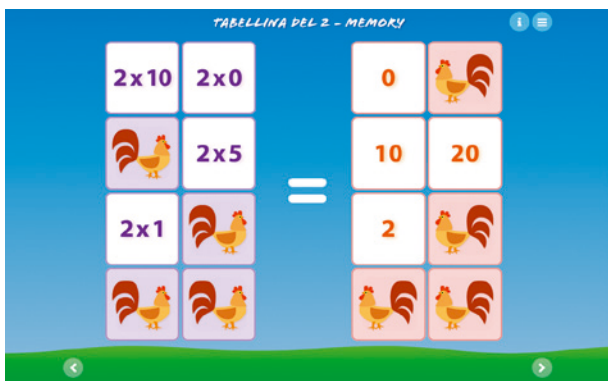 TABELLINA DEL 2 - MEMORY
i
2x10 2x0
2x5
2x1
=
0
10 20
2